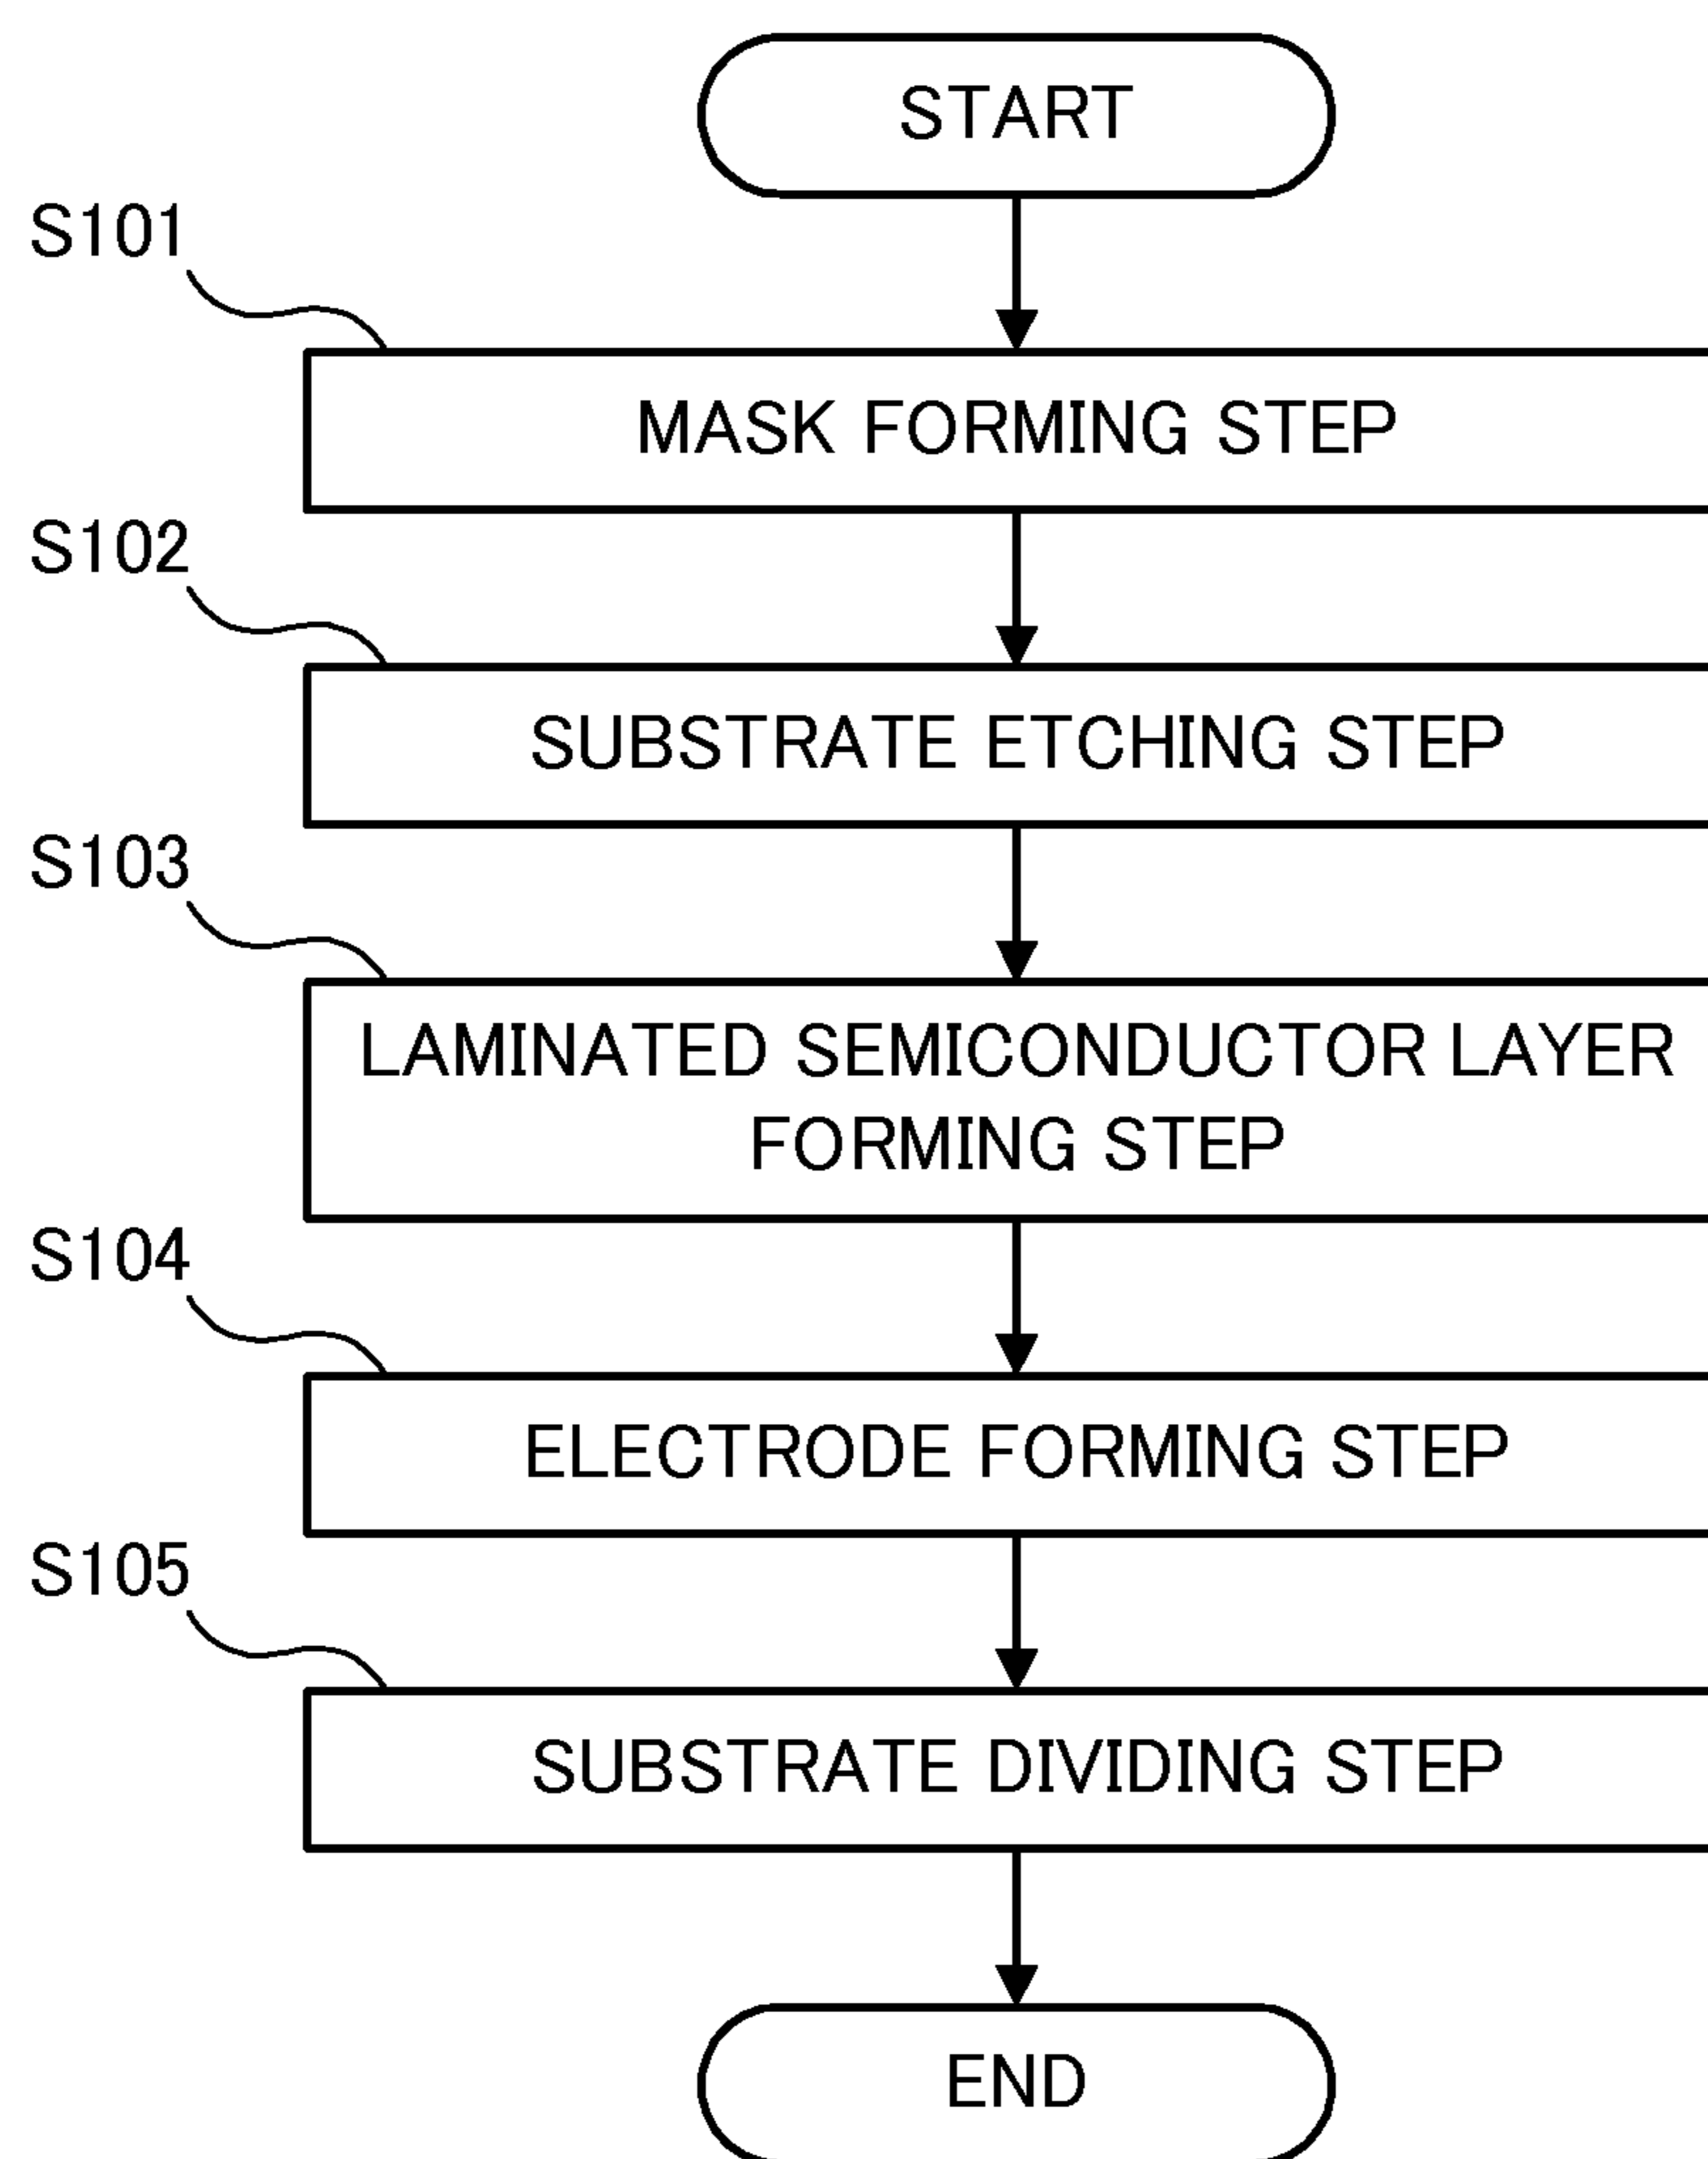 START
S101
MASK FORMING STEP
S102
SUBSTRATE ETCHING STEP
S103
LAMINATED SEMICONDUCTOR LAYER
FORMING STEP
S104
ELECTRODE FORMING STEP
S105
SUBSTRATE DIVIDING STEP
END